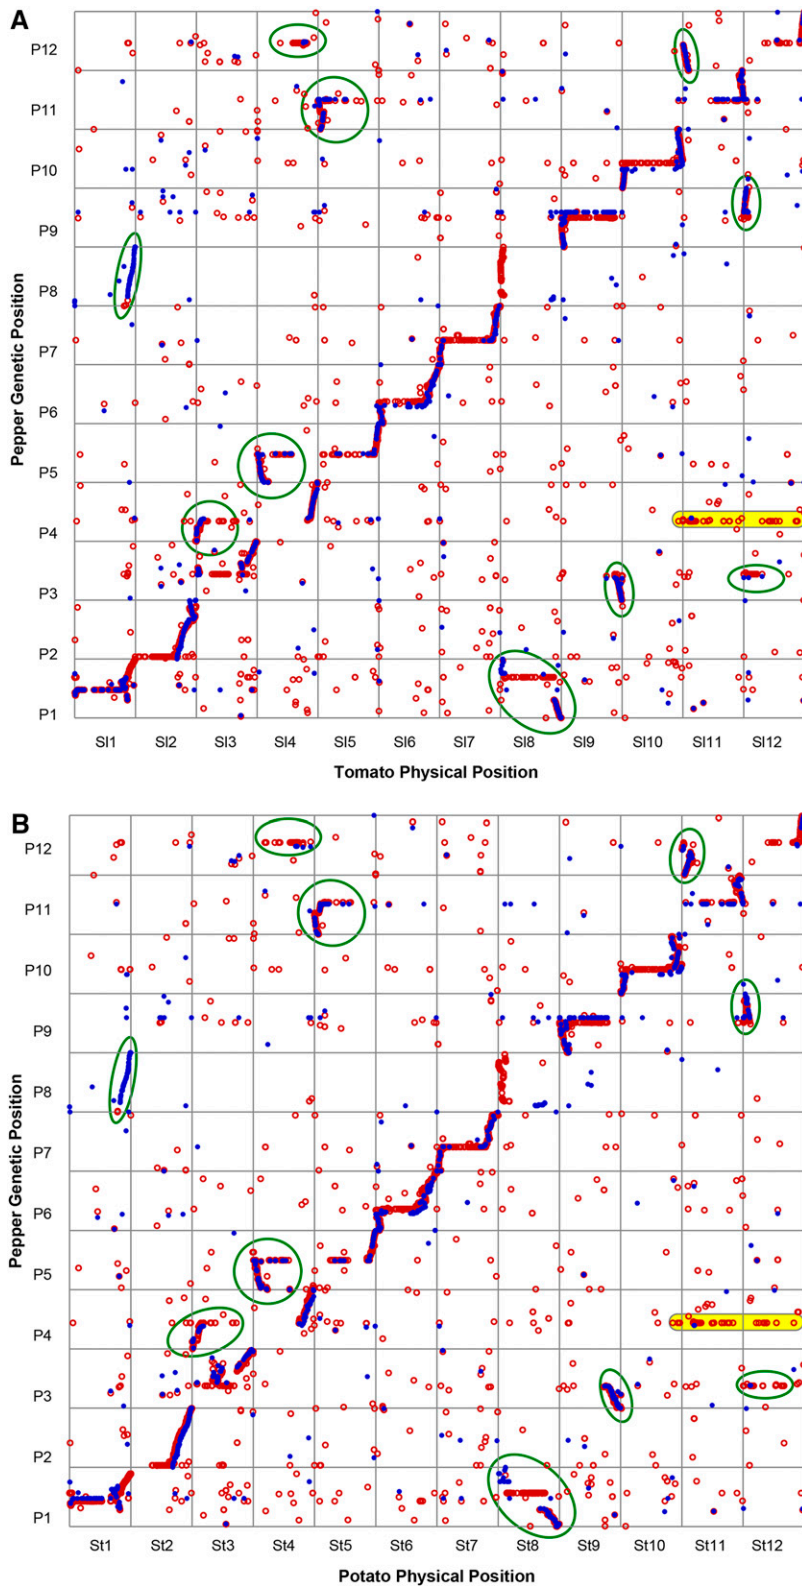 A
P12
P11
P10
P9
P8
P7
P6
P5
P4
P3
P2
P1
Pepper Genetic Position
Sl1 Sl2 Sl3 Sl4 Sl5 Sl6 Sl7 Sl8 Sl9 Sl10 Sl11 Sl12
Tomato Physical Position
B
P12
P11
P10
P9
P8
P7
P6
P5
P4
P3
P2
P1
Pepper Genetic Position
St1 St2 St3 St4 St5 St6 St7 St8 St9 St10 St11 St12
Potato Physical Position